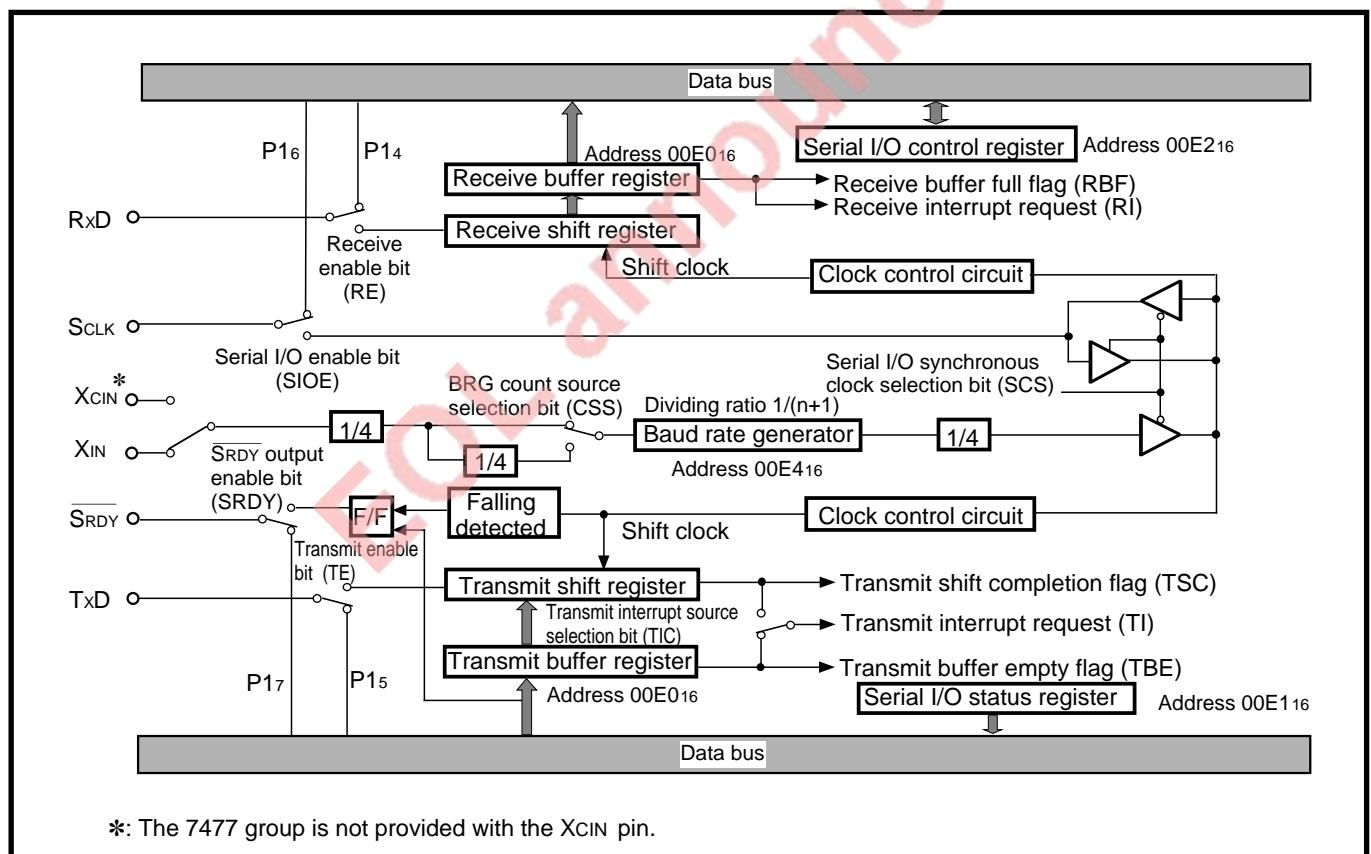 EOL announ
Data bus
P16
P14
Address 00E016
Serial I/O control register
Address 00E216
Receive buffer register
Receive buffer full flag (RBF)
Receive interrupt request (RI)
RxD
Receive shift register
Receive
enable bit
(RE)
Shift clock
Clock control circuit
SCLK
Serial I/O enable bit
(SIOE)
Serial I/O synchronous
clock selection bit (SCS)
XCIN
*
BRG count source
selection bit (CSS)
Dividing ratio 1/(n+1)
1/4
Baud rate generator
1/4
XIN
1/4
Address 00E416
SRDY output
enable bit
(SRDY)
SRDY
F/F
Falling
detected
Shift clock
Clock control circuit
Transmit enable
bit (TE)
Transmit shift register
Transmit shift completion flag (TSC)
TxD
Transmit interrupt source
selection bit (TIC)
Transmit interrupt request (TI)
Transmit buffer register
Transmit buffer empty flag (TBE)
P17
P15
Address 00E016
Serial I/O status register
Address 00E116
Data bus
*: The 7477 group is not provided with the XCIN pin.